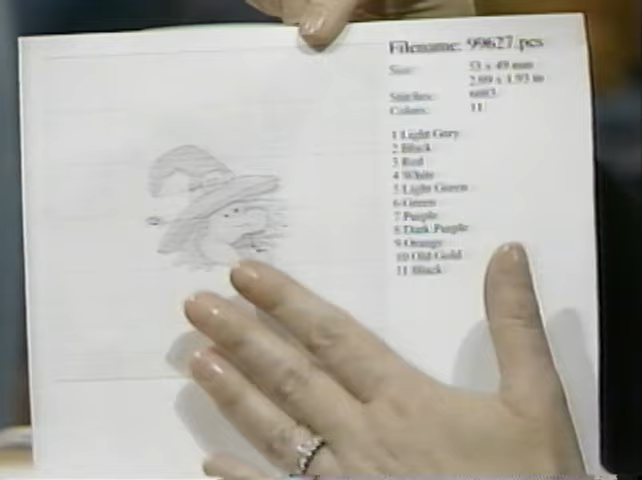 Filename: 99627.pcs
Size: 53 x 49 mm
2.09 x 1.93 in
Stitches:
Colors: 11
1 Light Grey
2 Black
3 Red
4 White
5 Light Green
6 Green
7 Purple
8 Dark Purple
9 Orange
10 Old Gold
11 Black